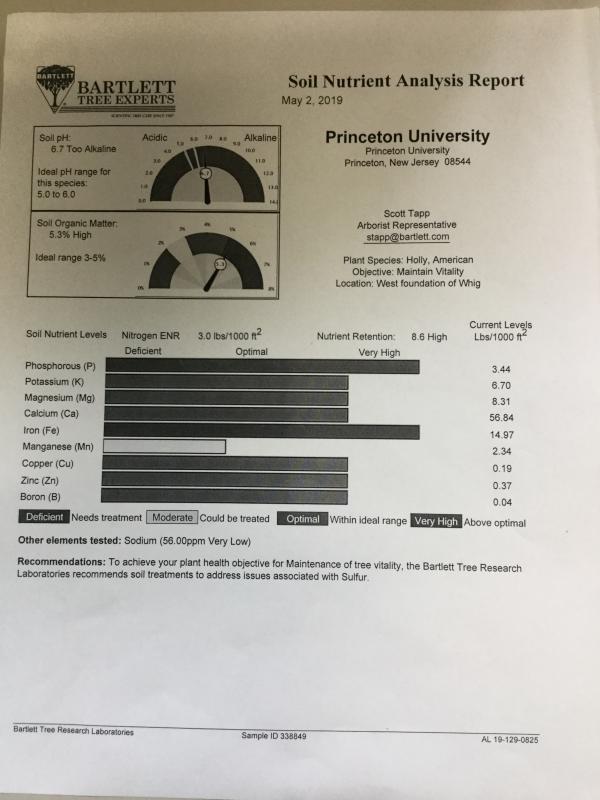 BARTLETT
BARTLETT
TREE EXPERTS
SCIENTIFIC TREE CARE SINCE 1907
Soil Nutrient Analysis Report
May 2, 2019
Soil pH:
6.7 Too Alkaline
Ideal pH range for
this species:
5.0 to 6.0
Acidic
Alkaline
0.0
1.0
2.0
3.0
4.0
5.0
6.0
7.0
8.0
9.0
10.0
11.0
12.0
13.0
14.0
6.7
Princeton University
Princeton University
Princeton, New Jersey 08544
Soil Organic Matter:
5.3% High
Ideal range 3-5%
0%
1%
2%
3%
4%
5%
6%
7%
8%
5.3
Scott Tapp
Arborist Representative
stapp@bartlett.com
Plant Species: Holly, American
Objective: Maintain Vitality
Location: West foundation of Whig
Soil Nutrient Levels Nitrogen ENR 3.0 lbs/1000 ft2 Nutrient Retention: 8.6 High
Current Levels
Lbs/1000 ft2
Deficient Optimal Very High
Phosphorous (P) 3.44
Potassium (K) 6.70
Magnesium (Mg) 8.31
Calcium (Ca) 56.84
Iron (Fe) 14.97
Manganese (Mn) 2.34
Copper (Cu) 0.19
Zinc (Zn) 0.37
Boron (B) 0.04
Deficient Needs treatment Moderate Could be treated Optimal Within ideal range Very High Above optimal
Other elements tested: Sodium (56.00ppm Very Low)
Recommendations: To achieve your plant health objective for Maintenance of tree vitality, the Bartlett Tree Research
Laboratories recommends soil treatments to address issues associated with Sulfur.
Bartlett Tree Research Laboratories Sample ID 338849 AL 19-129-0825